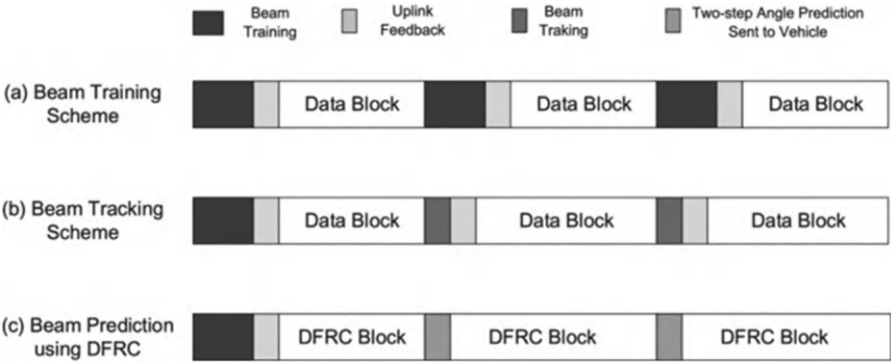 Beam
Training
Uplink
Feedback
Beam
Traking
Two-step Angle Prediction
Sent to Vehicle
(a) Beam Training
Scheme
Data Block
Data Block
Data Block
(b) Beam Tracking
Scheme
Data Block
Data Block
Data Block
(c) Beam Prediction
using DFRC
DFRC Block
DFRC Block
DFRC Block